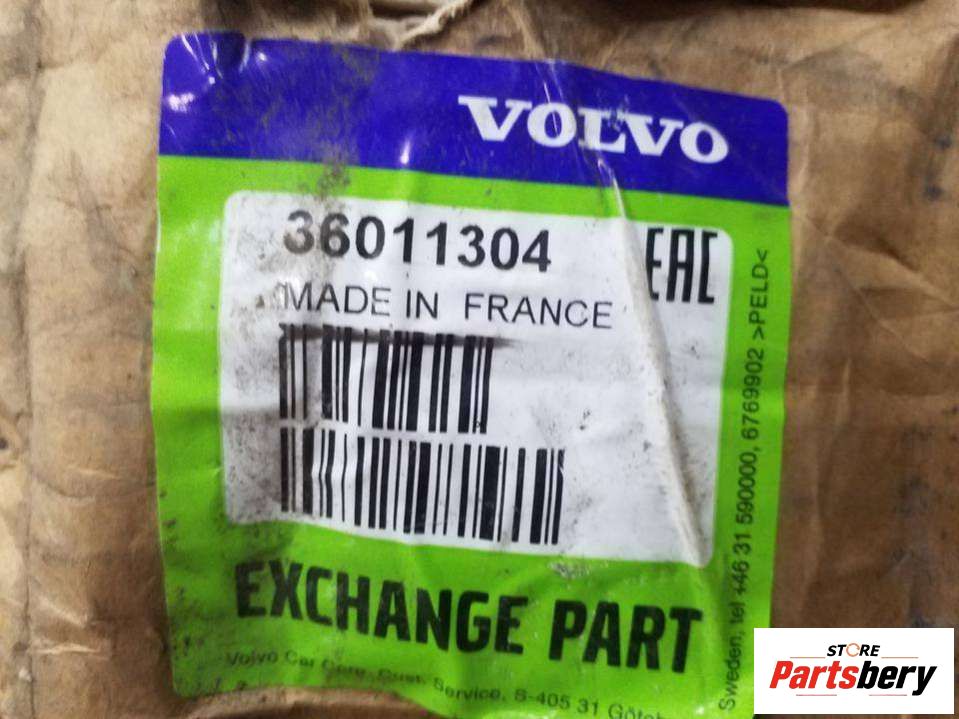 VOLVO
36011304
EAC
MADE IN FRANCE
EXCHANGE PART
Volvo Car Corp. Cust. Service, S-405 31 Göteb
Sweden, tel +46 31 590000, 6769902 >PELD<
STORE
Partsbery